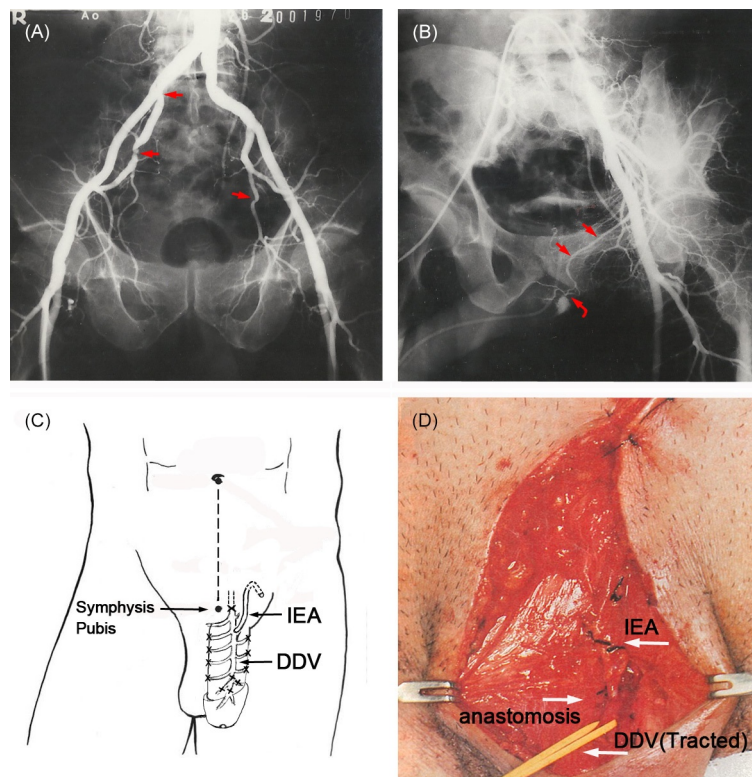 R
(A)
Ao
2001970
(B)
(C)
Symphysis
Pubis
IEA
DDV
(D)
IEA
anastomosis
DDV(Tracted)